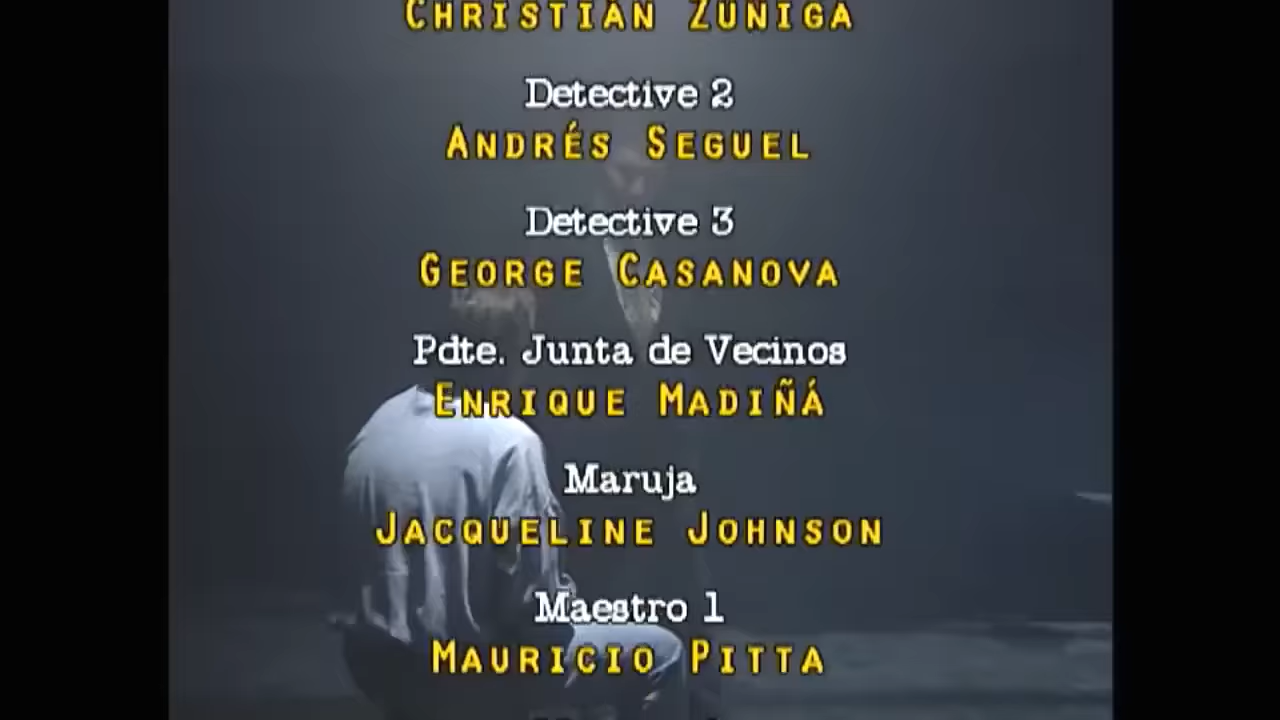 CHRISTIÁN ZÚÑIGA
Detective 2
ANDRÉS SEGUEL
Detective 3
GEORGE CASANOVA
Pdte. Junta de Vecinos
ENRIQUE MADIÑÁ
Maruja
JACQUELINE JOHNSON
Maestro 1
MAURICIO PITTA